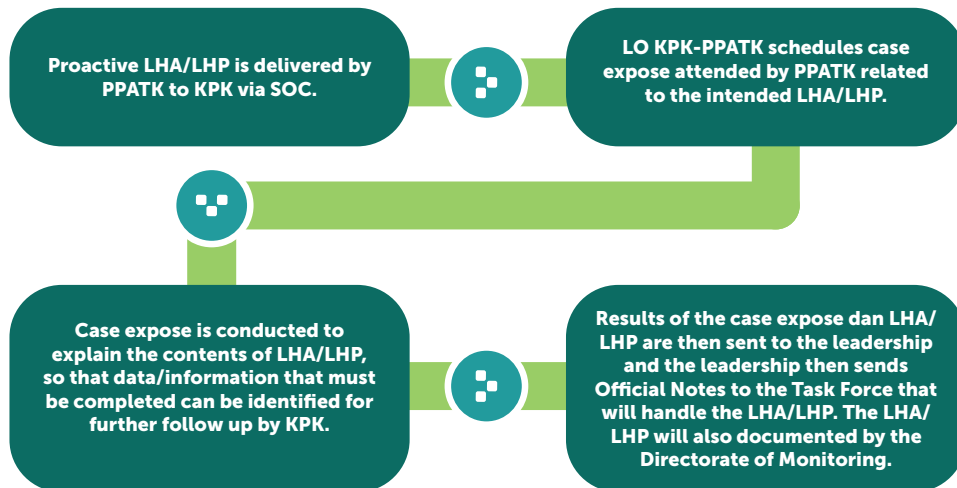 Proactive LHA/LHP is delivered by
PPATK to KPK via SOC.
LO KPK-PPATK schedules case
expose attended by PPATK related
to the intended LHA/LHP.
Case expose is conducted to
explain the contents of LHA/LHP,
so that data/information that must
be completed can be identified for
further follow up by KPK.
Results of the case expose dan LHA/
LHP are then sent to the leadership
and the leadership then sends
Official Notes to the Task Force that
will handle the LHA/LHP. The LHA/
LHP will also documented by the
Directorate of Monitoring.